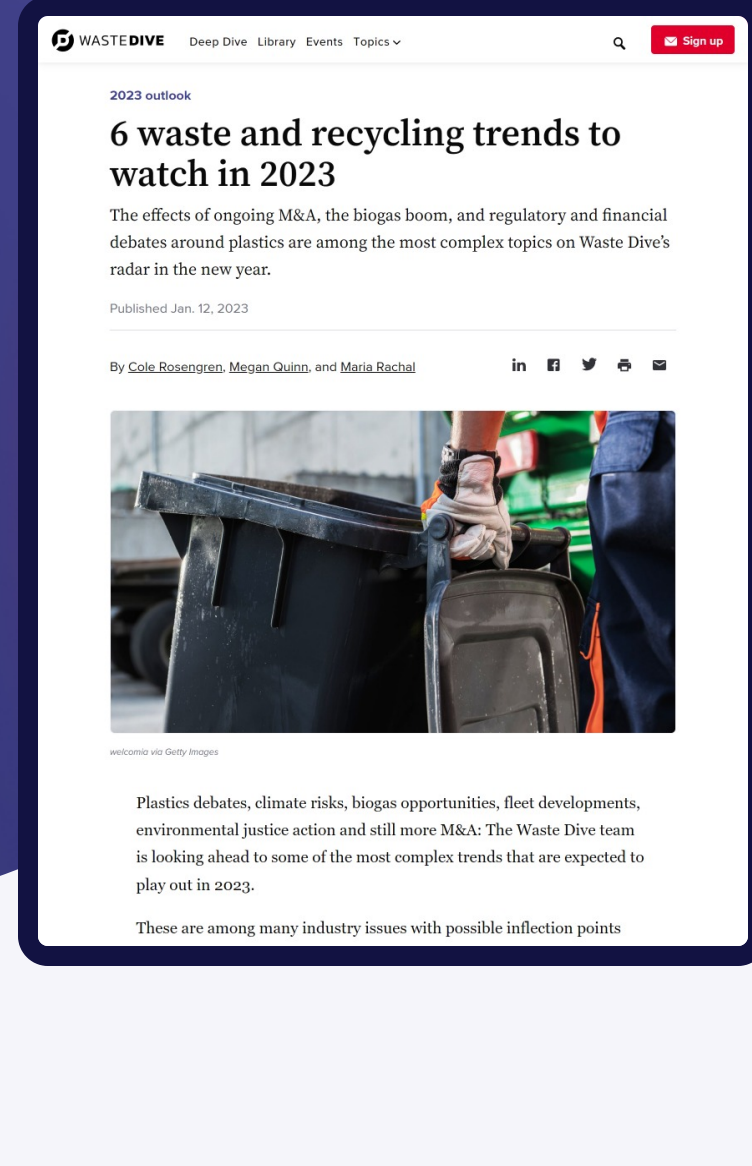 WASTEDIVE Deep Dive Library Events Topics Sign up
2023 outlook
6 waste and recycling trends to
watch in 2023
The effects of ongoing M&A, the biogas boom, and regulatory and financial
debates around plastics are among the most complex topics on Waste Dive’s
radar in the new year.
Published Jan. 12, 2023
By Cole Rosengren, Megan Quinn, and Maria Rachal
welcomia via Getty Images
Plastics debates, climate risks, biogas opportunities, fleet developments,
environmental justice action and still more M&A: The Waste Dive team
is looking ahead to some of the most complex trends that are expected to
play out in 2023.
These are among many industry issues with possible inflection points